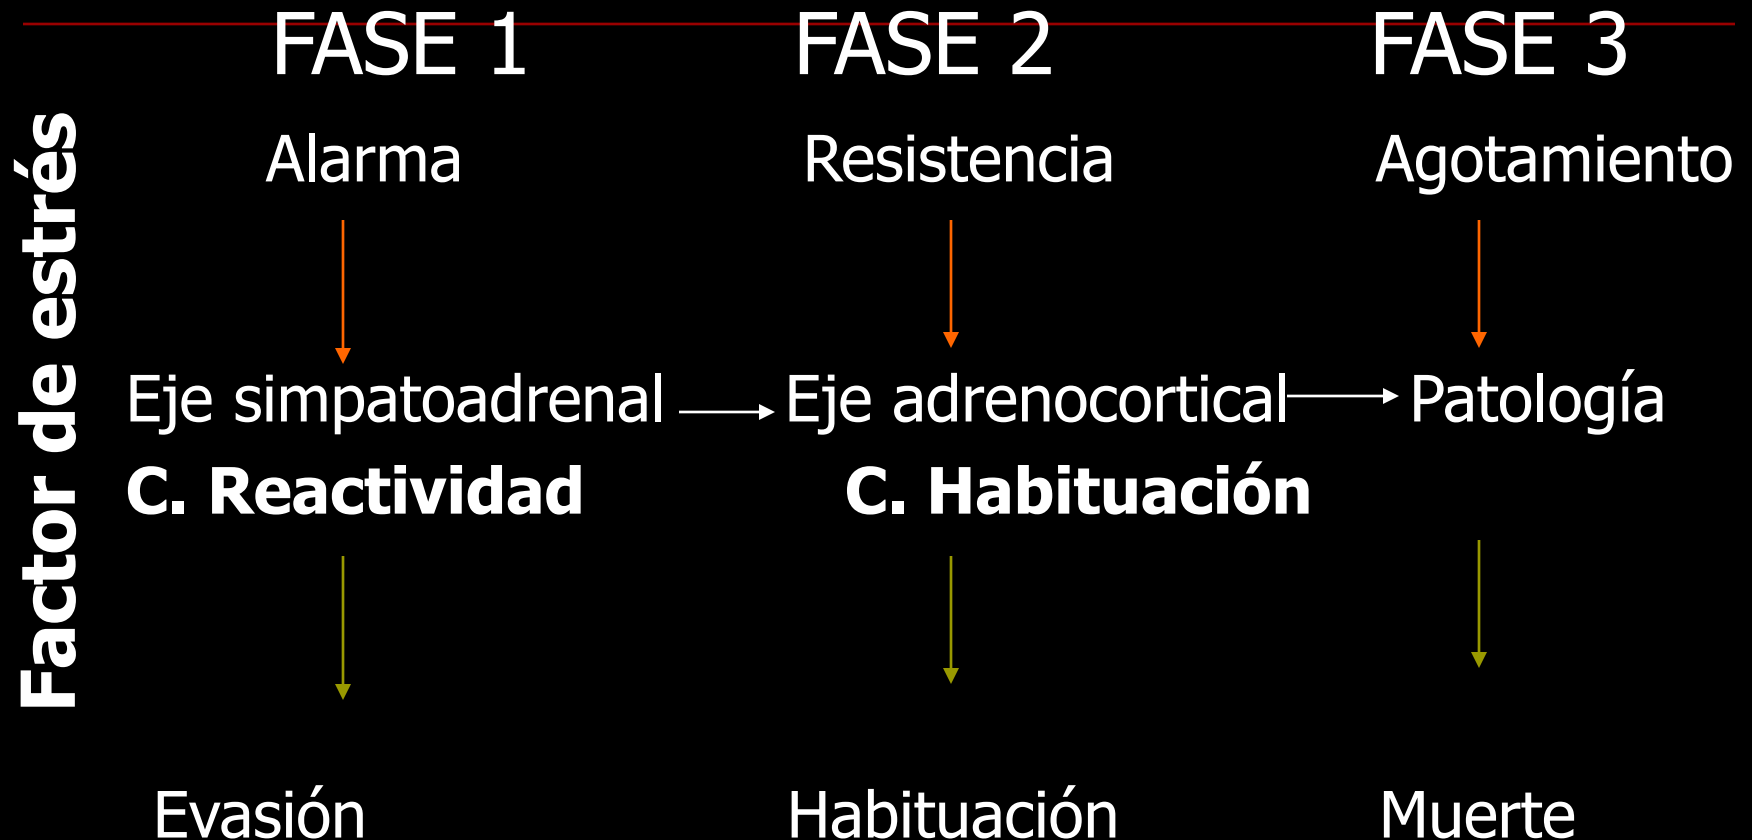 Factor de estrés
FASE 1 FASE 2 FASE 3
Alarma Resistencia Agotamiento
Eje simpatoadrenal Eje adrenocortical Patología
C. Reactividad C. Habituación
Evasión Habituación Muerte